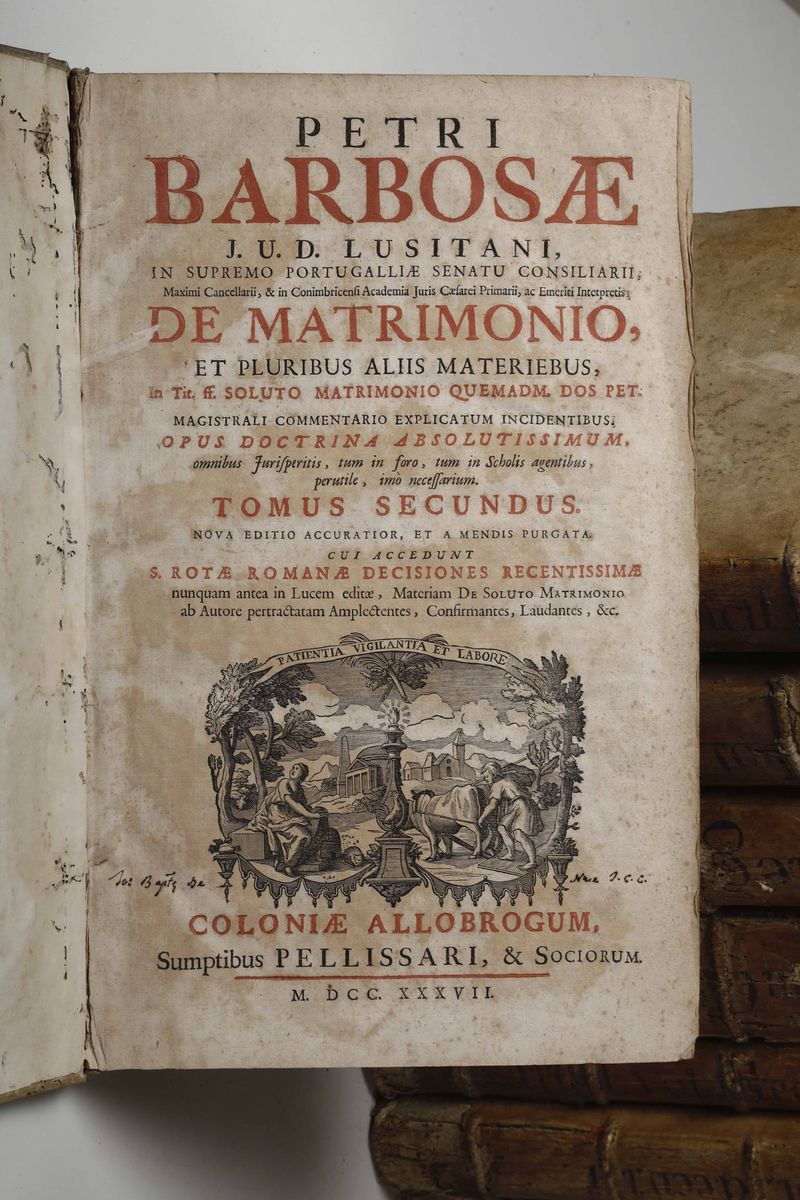 PETRI
BARBOSÆ
J. U. D. LUSITANI,
IN SUPREMO PORTUGALLIÆ SENATU CONSILIARII,
Maximi Cancellarii, & in Conimbricenſi Academia Juris Cæſarei Primarii, ac Emeriti Interpretis;
DE MATRIMONIO,
ET PLURIBUS ALIIS MATERIEBUS,
In Tit. ff. SOLUTO MATRIMONIO QUEMADM. DOS PET.
MAGISTRALI COMMENTARIO EXPLICATUM INCIDENTIBUS;
OPUS DOCTRINA ABSOLUTISSIMUM,
omnibus Juriſperitis, tum in foro, tum in Scholis agentibus,
perutile, imo neceſſarium.
TOMUS SECUNDUS.
NOVA EDITIO ACCURATIOR, ET A MENDIS PURGATA.
CUI ACCEDUNT
S. ROTÆ ROMANÆ DECISIONES RECENTISSIMÆ
nunquam antea in Lucem editæ, Materiam DE SOLUTO MATRIMONIO
ab Autore pertractatam Amplectentes, Confirmantes, Laudantes, &c.
PATIENTIA VIGILANTIA ET LABORE
J. C. C.
COLONIÆ ALLOBROGUM,
Sumptibus PELLISSARI, & SOCIORUM.
M. DCC. XXXVII.